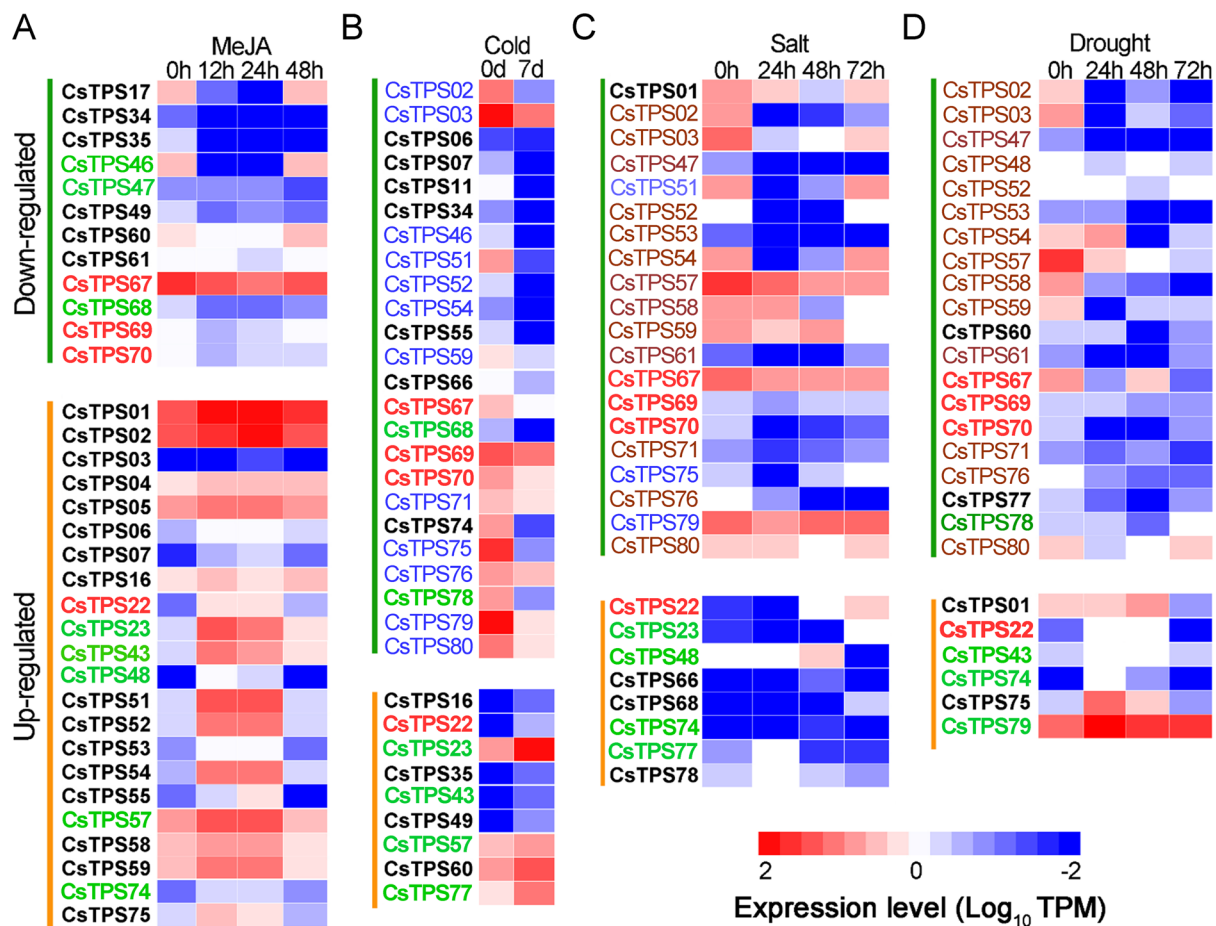 A
MeJA
0h 12h 24h 48h
Down-regulated
CsTPS17
CsTPS34
CsTPS35
CsTPS46
CsTPS47
CsTPS49
CsTPS60
CsTPS61
CsTPS67
CsTPS68
CsTPS69
CsTPS70
Up-regulated
CsTPS01
CsTPS02
CsTPS03
CsTPS04
CsTPS05
CsTPS06
CsTPS07
CsTPS16
CsTPS22
CsTPS23
CsTPS43
CsTPS48
CsTPS51
CsTPS52
CsTPS53
CsTPS54
CsTPS55
CsTPS57
CsTPS58
CsTPS59
CsTPS74
CsTPS75
B
Cold
0d 7d
CsTPS02
CsTPS03
CsTPS06
CsTPS07
CsTPS11
CsTPS34
CsTPS46
CsTPS51
CsTPS52
CsTPS54
CsTPS55
CsTPS59
CsTPS66
CsTPS67
CsTPS68
CsTPS69
CsTPS70
CsTPS71
CsTPS74
CsTPS75
CsTPS76
CsTPS78
CsTPS79
CsTPS80
CsTPS16
CsTPS22
CsTPS23
CsTPS35
CsTPS43
CsTPS49
CsTPS57
CsTPS60
CsTPS77
C
Salt
0h 24h 48h 72h
CsTPS01
CsTPS02
CsTPS03
CsTPS47
CsTPS51
CsTPS52
CsTPS53
CsTPS54
CsTPS57
CsTPS58
CsTPS59
CsTPS61
CsTPS67
CsTPS69
CsTPS70
CsTPS71
CsTPS75
CsTPS76
CsTPS79
CsTPS80
CsTPS22
CsTPS23
CsTPS48
CsTPS66
CsTPS68
CsTPS74
CsTPS77
CsTPS78
D
Drought
0h 24h 48h 72h
CsTPS02
CsTPS03
CsTPS47
CsTPS48
CsTPS52
CsTPS53
CsTPS54
CsTPS57
CsTPS58
CsTPS59
CsTPS60
CsTPS61
CsTPS67
CsTPS69
CsTPS70
CsTPS71
CsTPS76
CsTPS77
CsTPS78
CsTPS80
CsTPS01
CsTPS22
CsTPS43
CsTPS74
CsTPS75
CsTPS79
2 0 -2
Expression level (Log10 TPM)